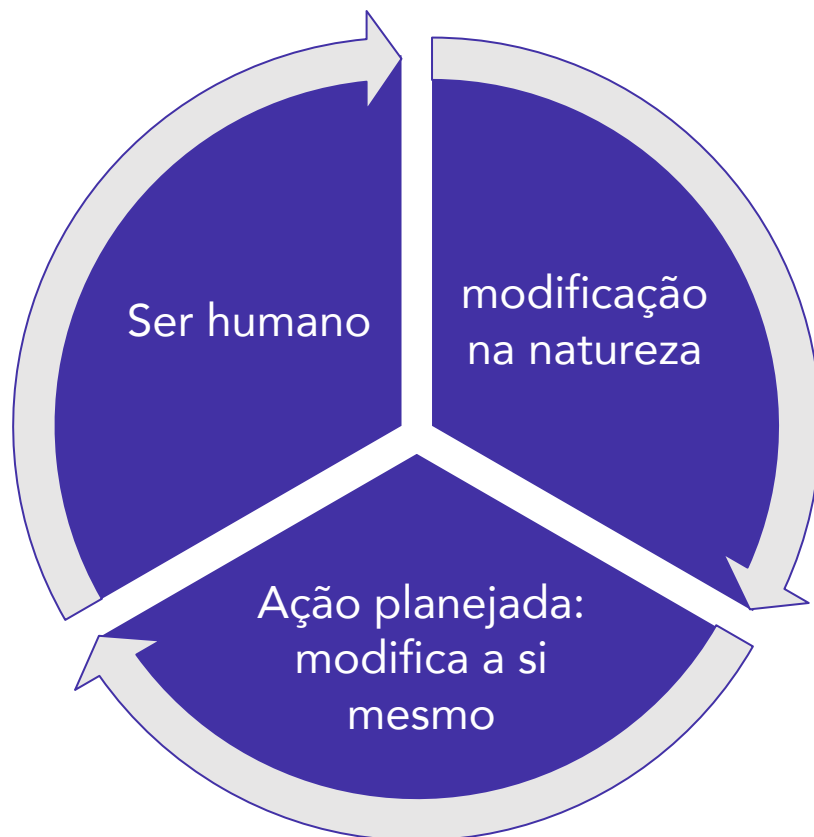 Ser humano
modificação
na natureza
Ação planejada:
modifica a si
mesmo